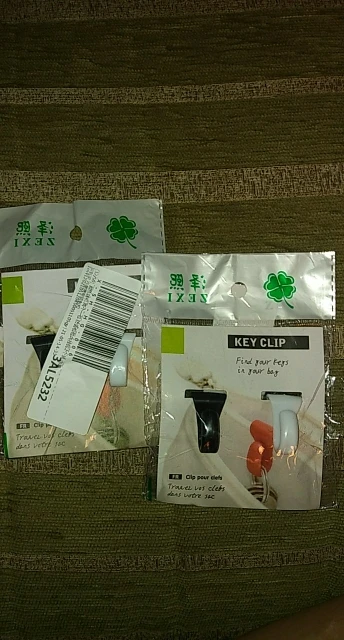 熙泽
ZEXI
SAL5232
FR Clip pour clefs
Trouvez vos clefs
dans votre sac
熙泽
ZEXI
KEY CLIP
Find your keys
in your bag
FR Clip pour clefs
Trouvez vos clefs
dans votre sac